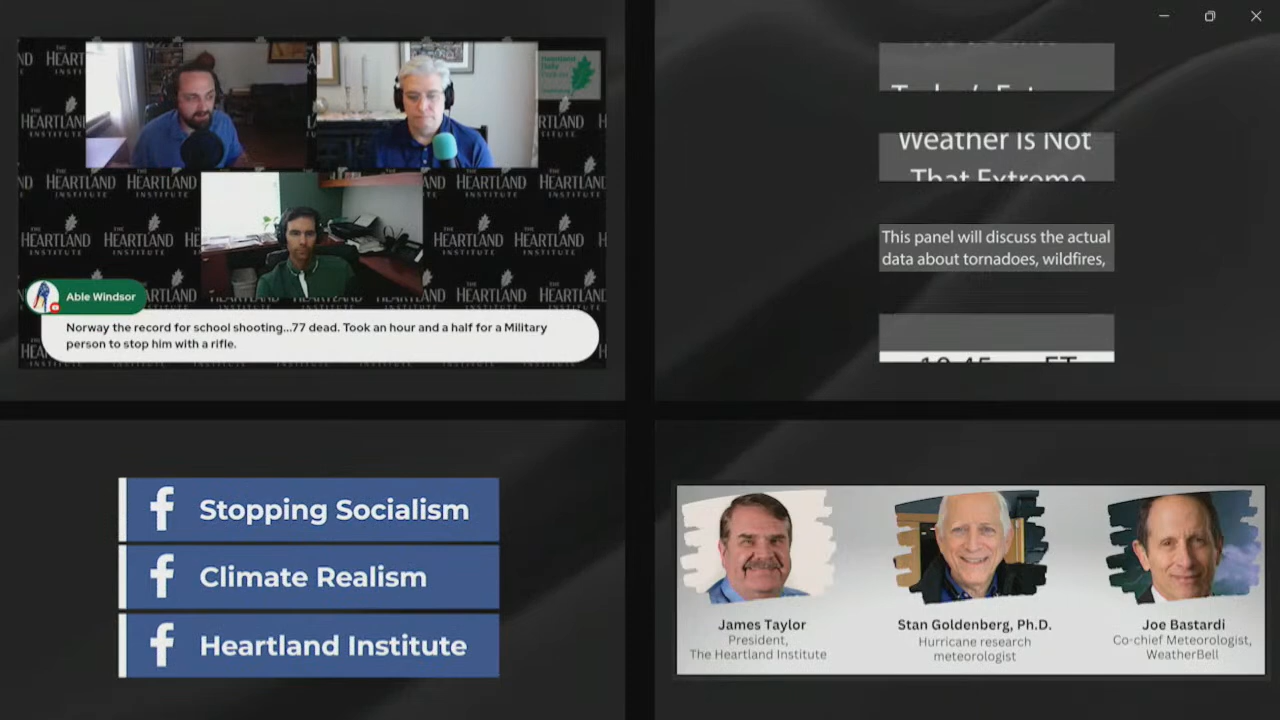 THE
HEARTLAND
INSTITUTE
Able Windsor
Norway the record for school shooting...77 dead. Took an hour and a half for a Military
person to stop him with a rifle.
Weather Is Not
That Extreme
This panel will discuss the actual
data about tornadoes, wildfires,
Stopping Socialism
Climate Realism
Heartland Institute
James Taylor
President,
The Heartland Institute
Stan Goldenberg, Ph.D.
Hurricane research
meteorologist
Joe Bastardi
Co-chief Meteorologist,
WeatherBell